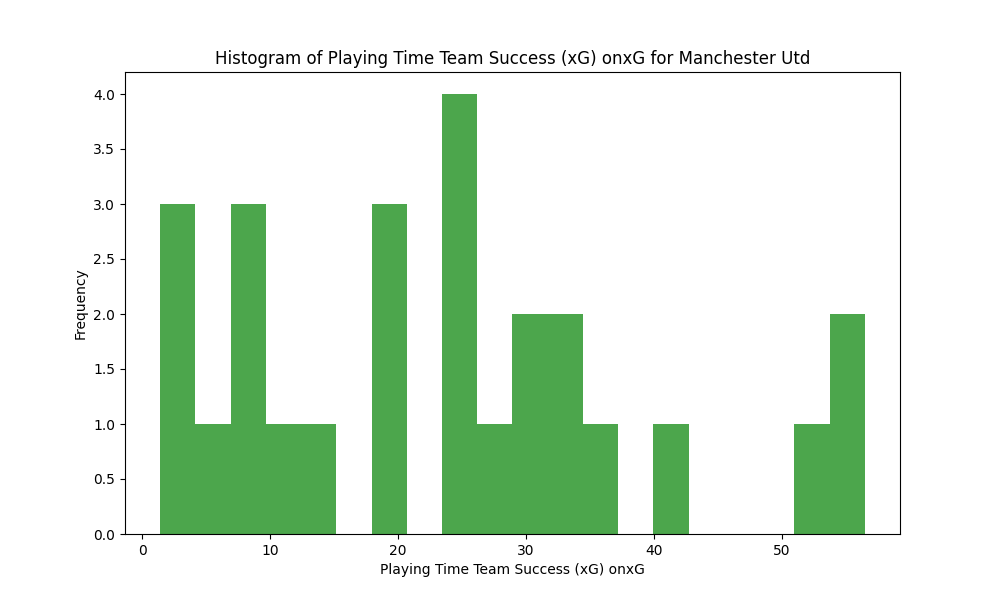 Histogram of Playing Time Team Success (xG) onxG for Manchester Utd
4.0
3.5
3.0
2.5
2.0
1.5
1.0
0.5
0.0
Frequency
0 10 20 30 40 50
Playing Time Team Success (xG) onxG